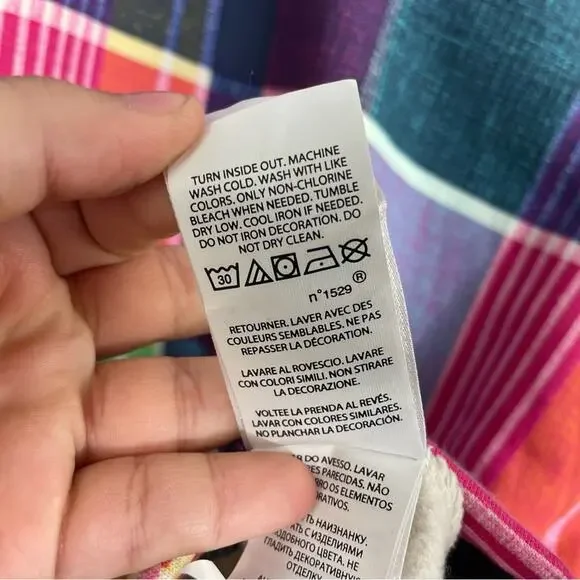 TURN INSIDE OUT. MACHINE
WASH COLD. WASH WITH LIKE
COLORS. ONLY NON-CHLORINE
BLEACH WHEN NEEDED. TUMBLE
DRY LOW. COOL IRON IF NEEDED.
DO NOT IRON DECORATION. DO
NOT DRY CLEAN.
30
n°1529 ®
RETOURNER. LAVER AVEC DES
COULEURS SEMBLABLES. NE PAS
REPASSER LA DÉCORATION.
LAVARE AL ROVESCIO. LAVARE
CON COLORI SIMILI. NON STIRARE
LA DECORAZIONE.
VOLTEE LA PRENDA AL REVÉS.
LAVAR CON COLORES SIMILARES.
NO PLANCHAR LA DECORACIÓN.
DO AVESSO. LAVAR
PARECIDAS. NÃO
OS ELEMENTOS
НАИЗНАНКУ.
С ИЗДЕЛИЯМИ
ЦВЕТА. НЕ
ДЕКОРАТИВНУЮ
ОТДЕЛКУ